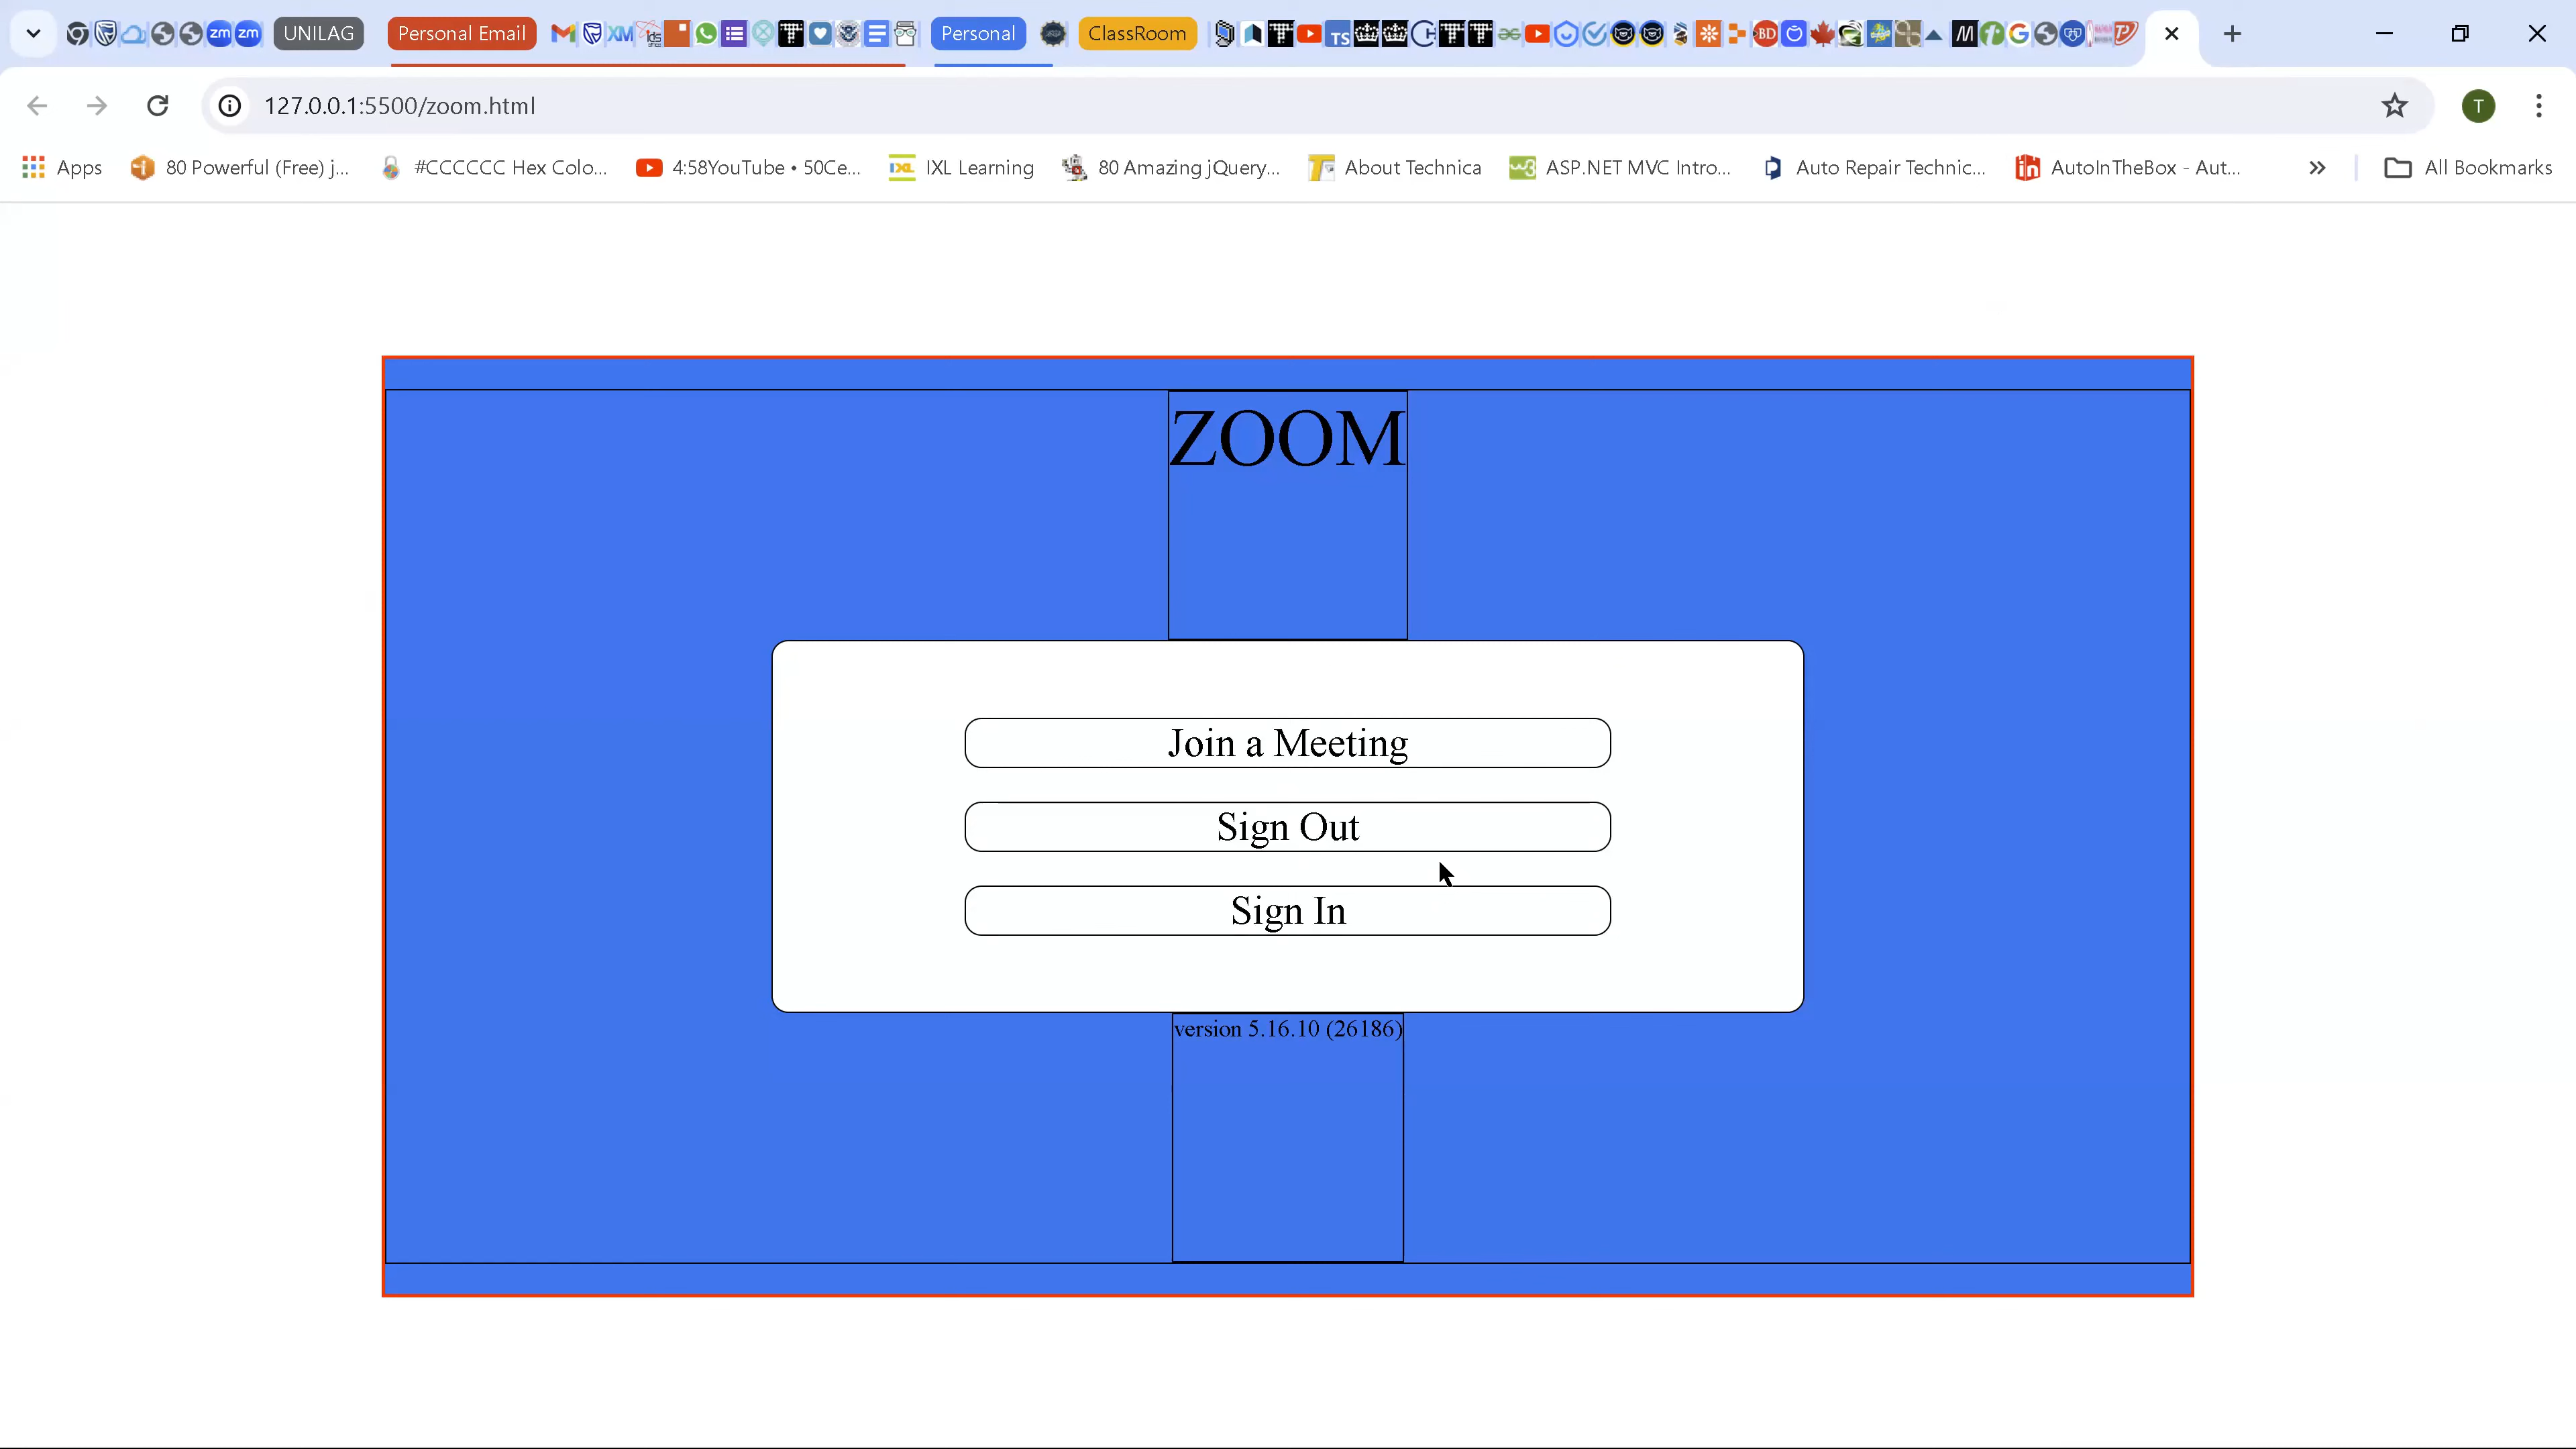 UNILAG Personal Email Personal ClassRoom
127.0.0.1:5500/zoom.html
T
Apps 80 Powerful (Free) j... #CCCCCC Hex Colo... 4:58YouTube • 50Ce... IXL Learning 80 Amazing jQuery... About Technica ASP.NET MVC Intro... Auto Repair Technic... AutoInTheBox - Aut... » All Bookmarks
ZOOM
Join a Meeting
Sign Out
Sign In
version 5.16.10 (26186)